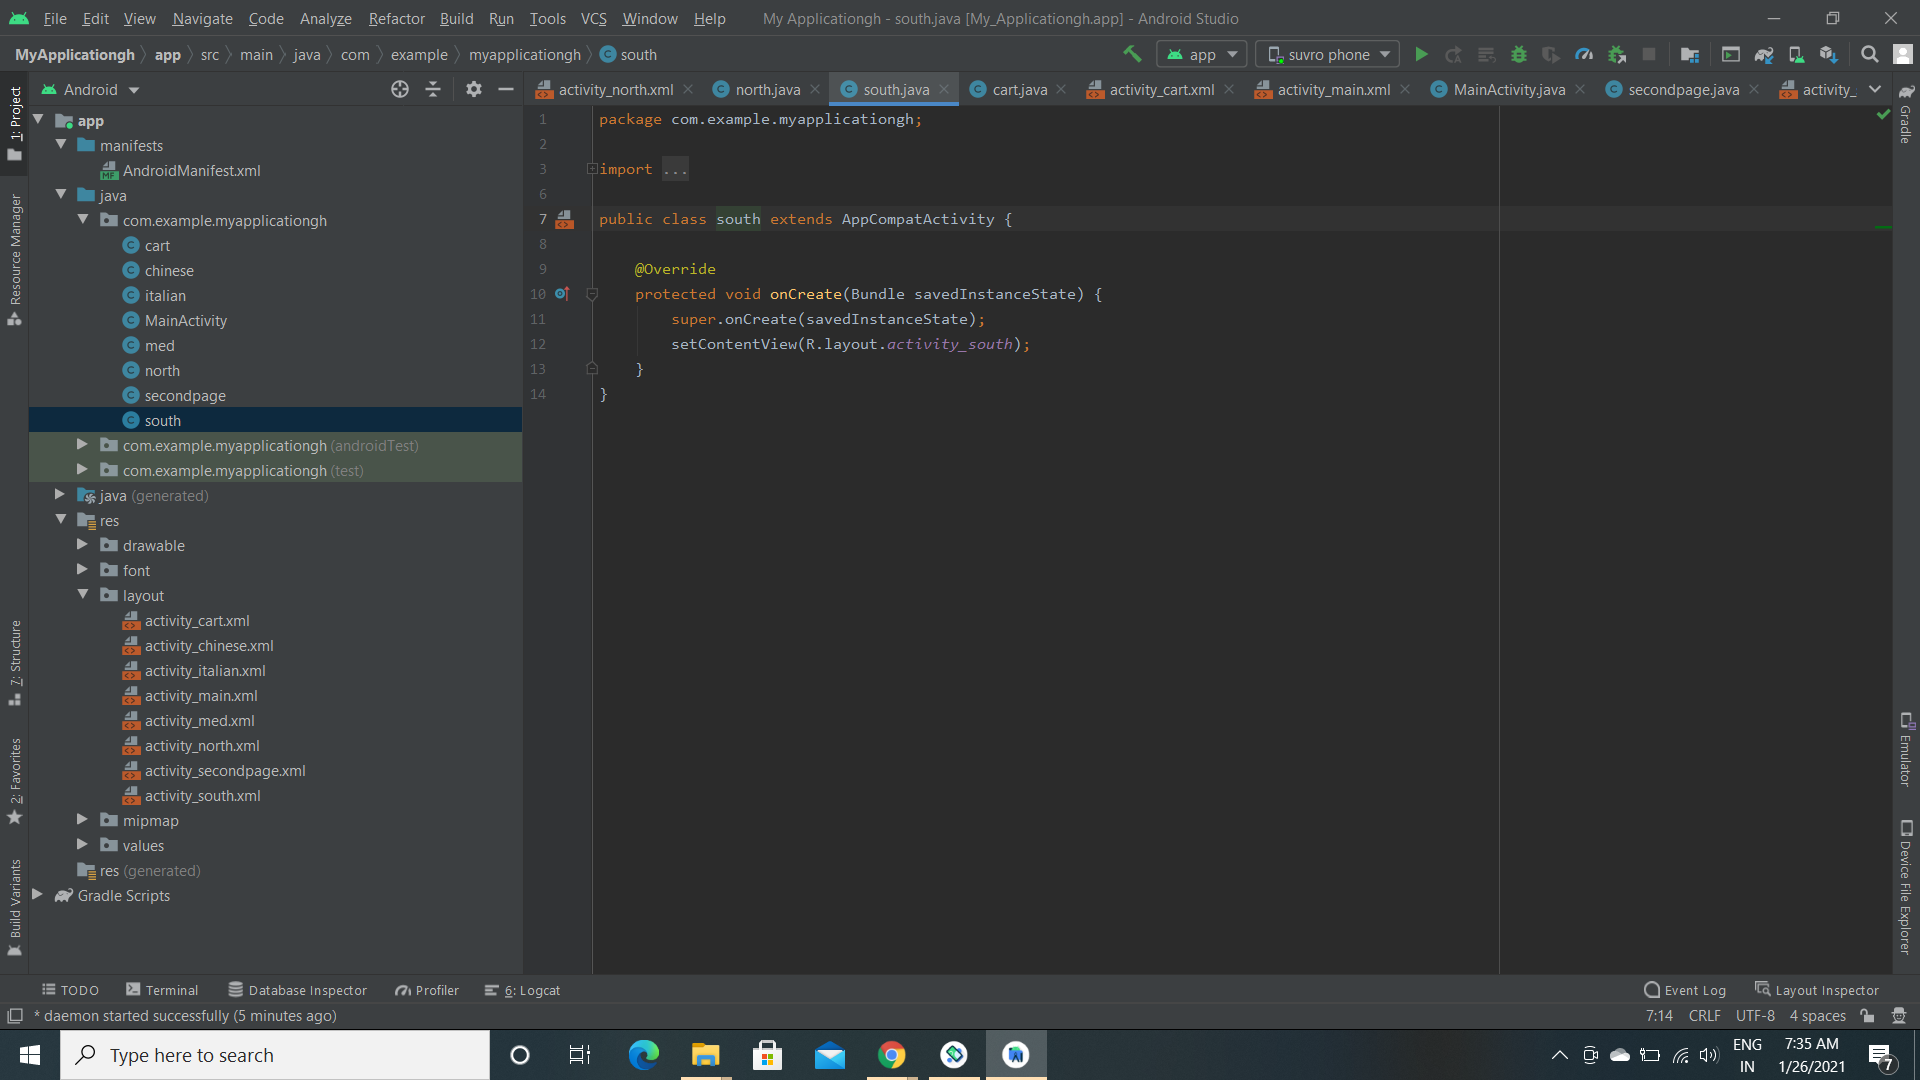 File Edit View Navigate Code Analyze Refactor Build Run Tools VCS Window Help My Applicationgh - south.java [My_Applicationgh.app] - Android Studio
MyApplicationgh app src main java com example myapplicationgh south app suvro phone
Android activity_north.xml north.java south.java cart.java activity_cart.xml activity_main.xml MainActivity.java secondpage.java activity_
1: Project
Resource Manager
7: Structure
2: Favorites
Build Variants
app
manifests
AndroidManifest.xml
java
com.example.myapplicationgh
cart
chinese
italian
MainActivity
med
north
secondpage
south
com.example.myapplicationgh (androidTest)
com.example.myapplicationgh (test)
java (generated)
res
drawable
font
layout
activity_cart.xml
activity_chinese.xml
activity_italian.xml
activity_main.xml
activity_med.xml
activity_north.xml
activity_secondpage.xml
activity_south.xml
mipmap
values
res (generated)
Gradle Scripts
1 package com.example.myapplicationgh;
2
3 import ...
6
7 public class south extends AppCompatActivity {
8
9 @Override
10 protected void onCreate(Bundle savedInstanceState) {
11 super.onCreate(savedInstanceState);
12 setContentView(R.layout.activity_south);
13 }
14 }
Gradle
Emulator
Device File Explorer
TODO Terminal Database Inspector Profiler 6: Logcat Event Log Layout Inspector
* daemon started successfully (5 minutes ago) 7:14 CRLF UTF-8 4 spaces
Type here to search ENG 7:35 AM
IN 1/26/2021 7